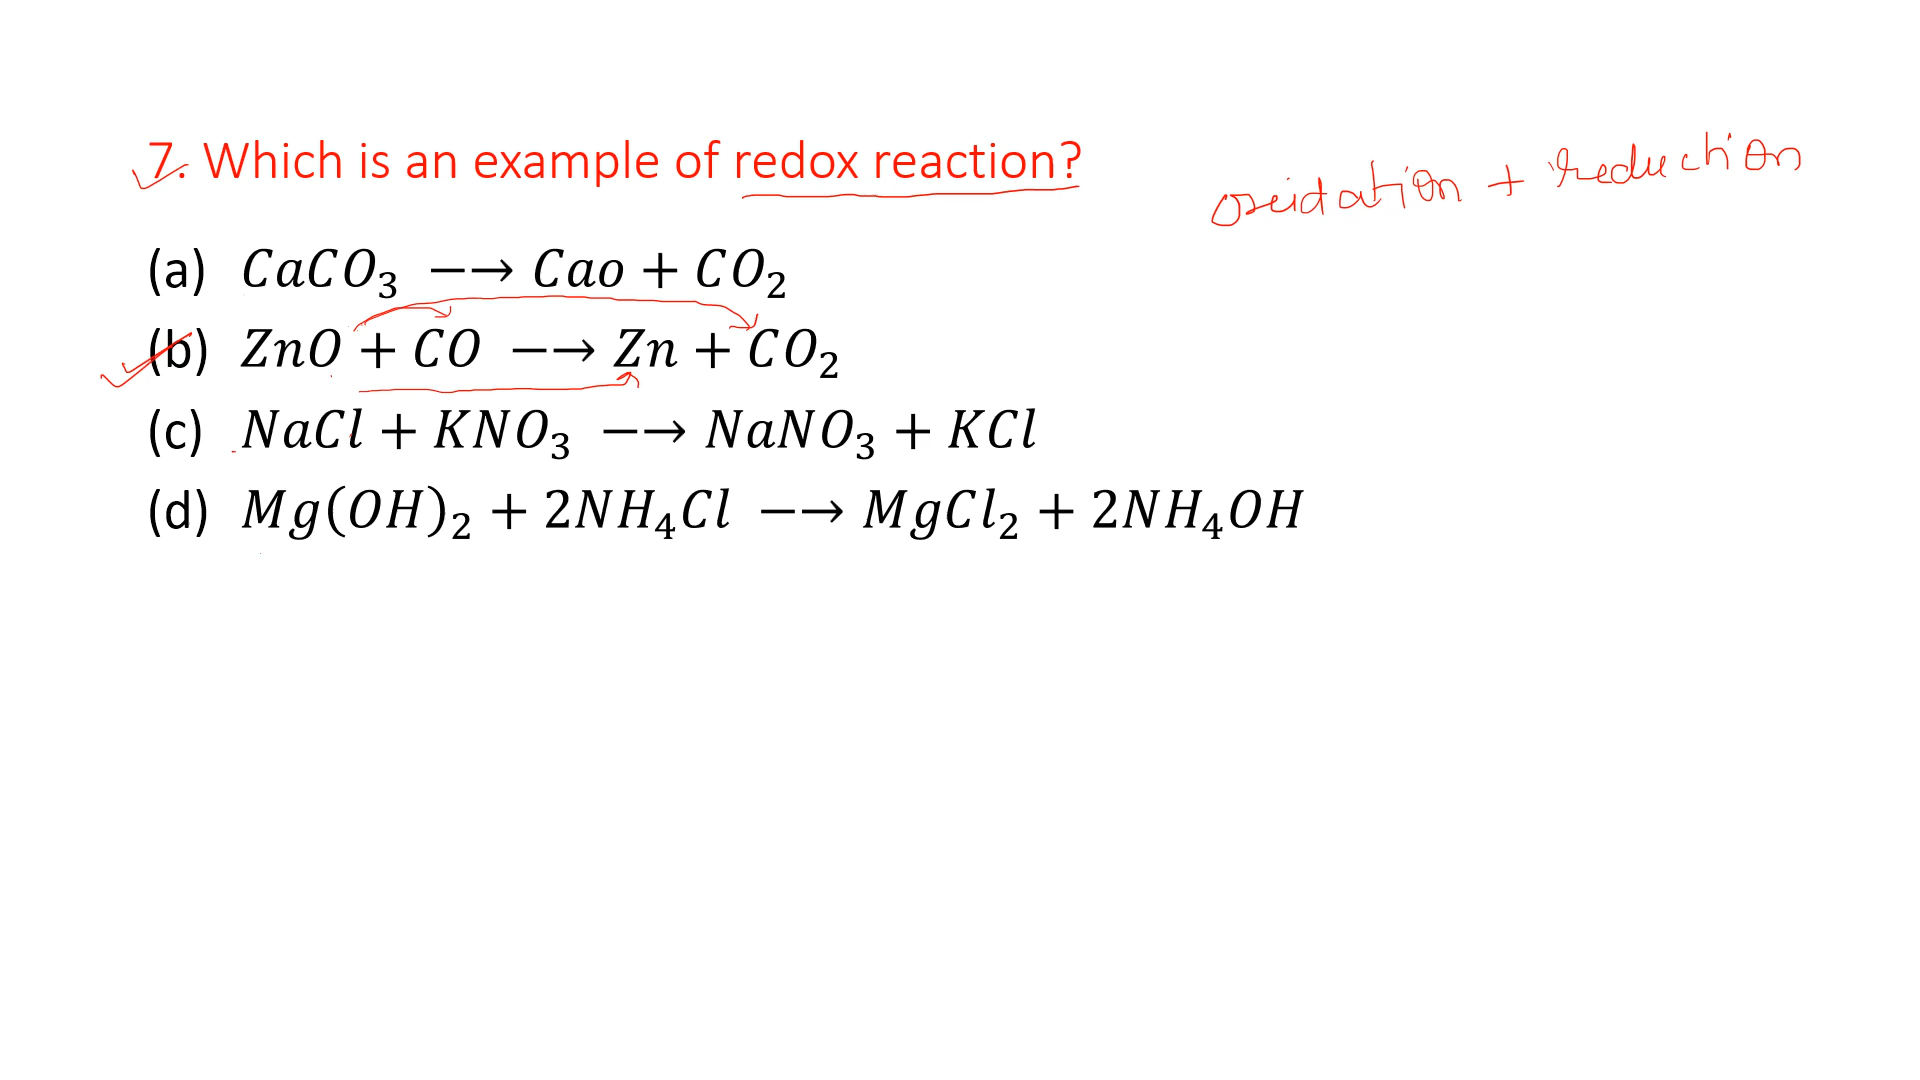 7. Which is an example of redox reaction?
oxidation + reduction
(a) CaCO₃ −→ Cao + CO₂
(b) ZnO + CO −→ Zn + CO₂
(c) NaCl + KNO₃ −→ NaNO₃ + KCl
(d) Mg(OH)₂ + 2NH₄Cl −→ MgCl₂ + 2NH₄OH